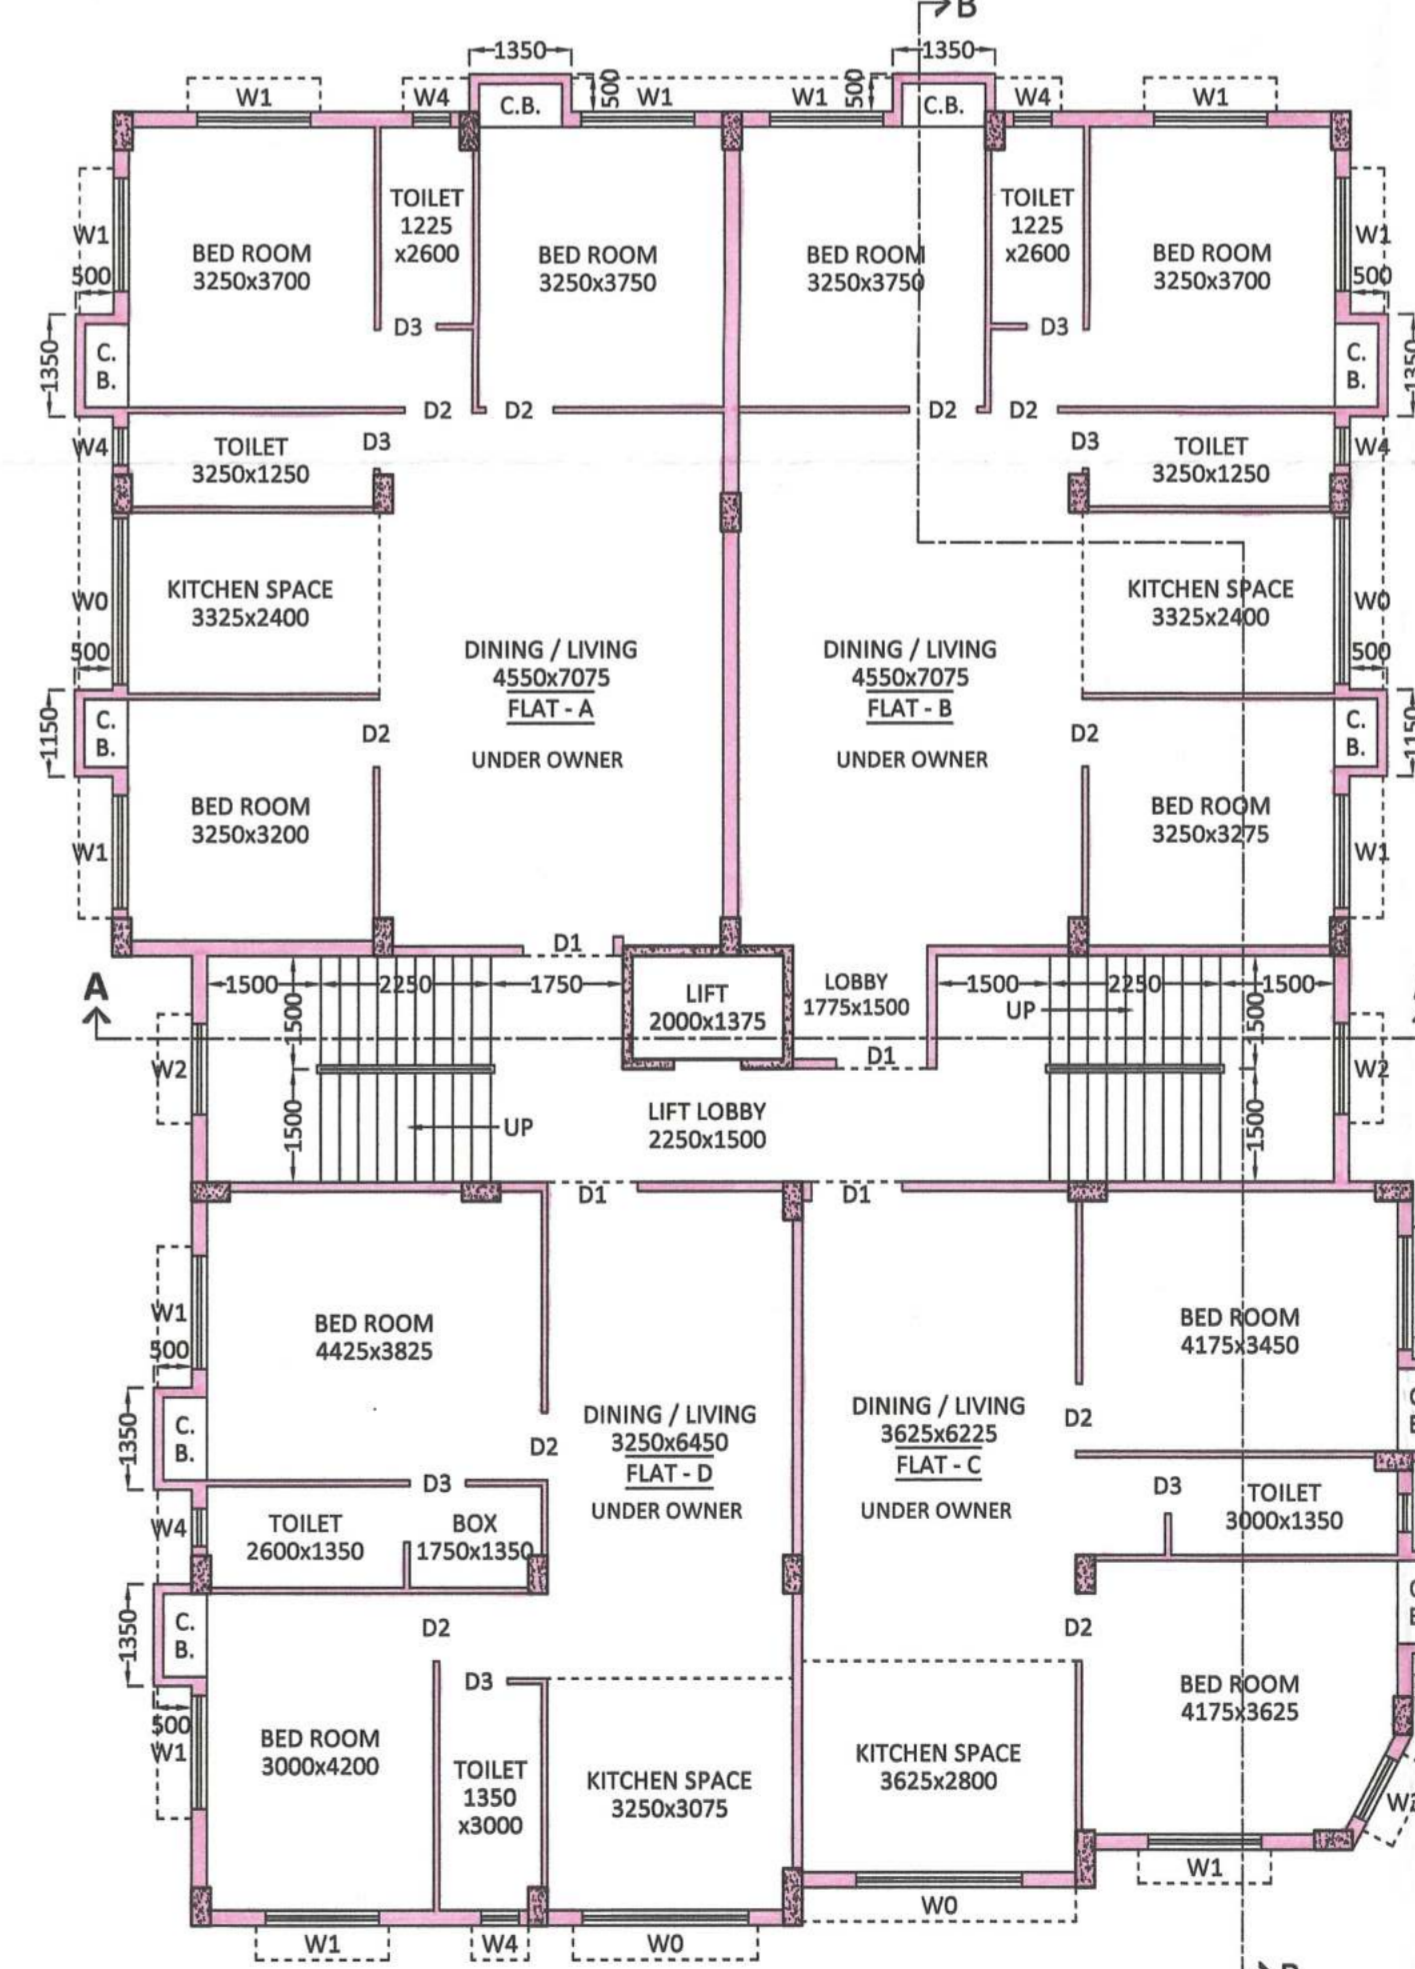 B
1350
1350
W1
W4
C.B.
500
W1
W1
500
C.B.
W4
W1
W1
500
BED ROOM
3250x3700
TOILET
1225
x2600
BED ROOM
3250x3750
BED ROOM
3250x3750
TOILET
1225
x2600
BED ROOM
3250x3700
W1
500
1350
C.
B.
D3
D3
C.
B.
1350
D2
D2
D2
D2
W4
TOILET
3250x1250
D3
D3
TOILET
3250x1250
W4
W0
500
KITCHEN SPACE
3325x2400
KITCHEN SPACE
3325x2400
W0
500
DINING / LIVING
4550x7075
FLAT - A
UNDER OWNER
DINING / LIVING
4550x7075
FLAT - B
UNDER OWNER
1150
C.
B.
D2
D2
C.
B.
1150
BED ROOM
3250x3200
BED ROOM
3250x3275
W1
W1
D1
A
1500
2250
1750
1500
LIFT
2000x1375
LOBBY
1775x1500
1500
2250
1500
UP
1500
D1
W2
W2
1500
UP
LIFT LOBBY
2250x1500
1500
D1
D1
W1
500
BED ROOM
4425x3825
BED ROOM
4175x3450
1350
C.
B.
D2
DINING / LIVING
3250x6450
FLAT - D
UNDER OWNER
DINING / LIVING
3625x6225
FLAT - C
UNDER OWNER
D2
D3
D3
W4
TOILET
2600x1350
BOX
1750x1350
TOILET
3000x1350
1350
C.
B.
D2
D2
D3
500
W1
BED ROOM
3000x4200
TOILET
1350
x3000
KITCHEN SPACE
3250x3075
KITCHEN SPACE
3625x2800
BED ROOM
4175x3625
W1
W0
W1
W4
W0